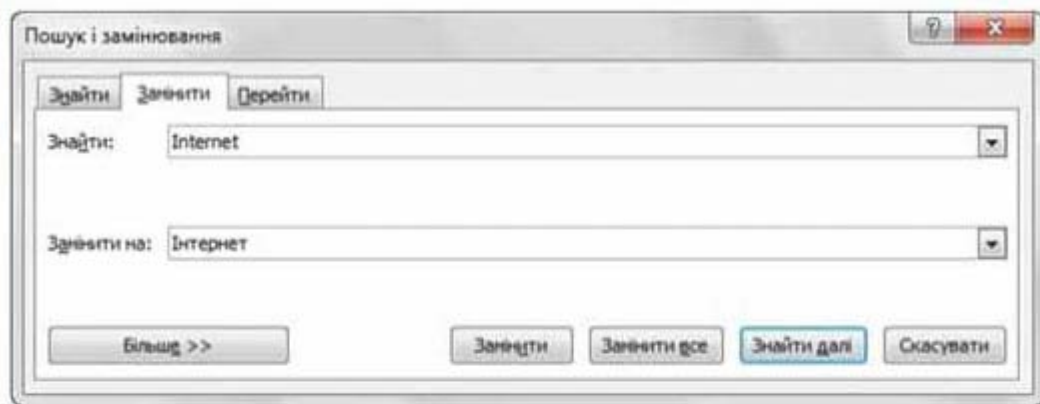 Пошук і замінювання
Знайти Замінити Перейти
Знайти: Internet
Замінити на: Інтернет
Більше >> Замінити Замінити все Знайти далі Скасувати